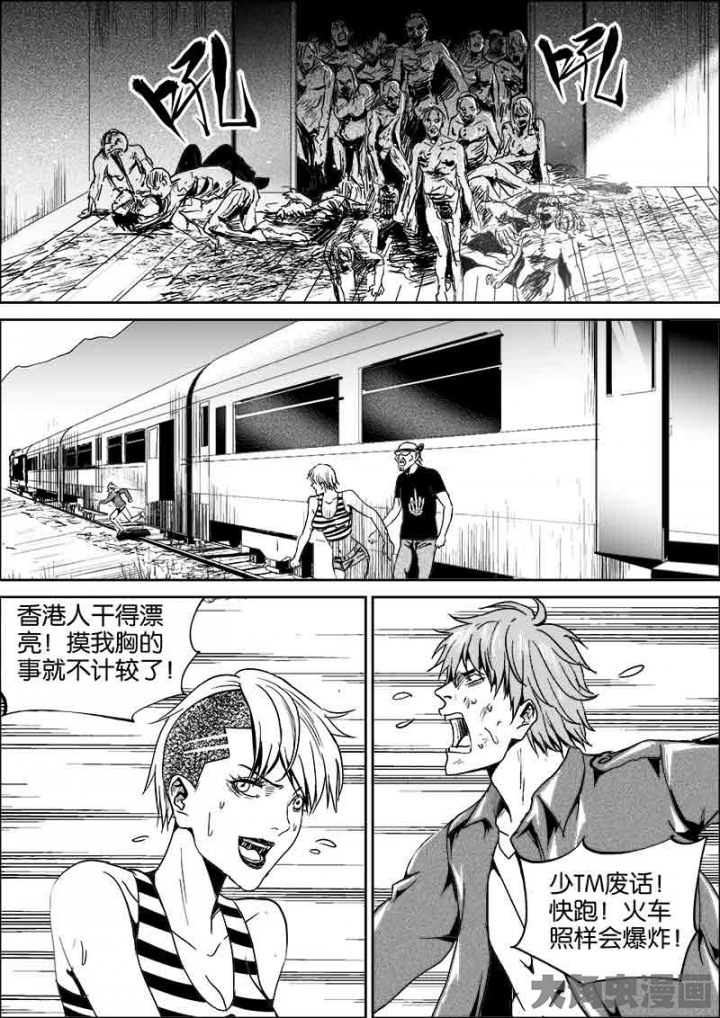 吼
吼
香港人干得漂
亮！摸我胸的
事就不计较了！
少TM废话！
快跑！火车
照样会爆炸！
大角虫漫画